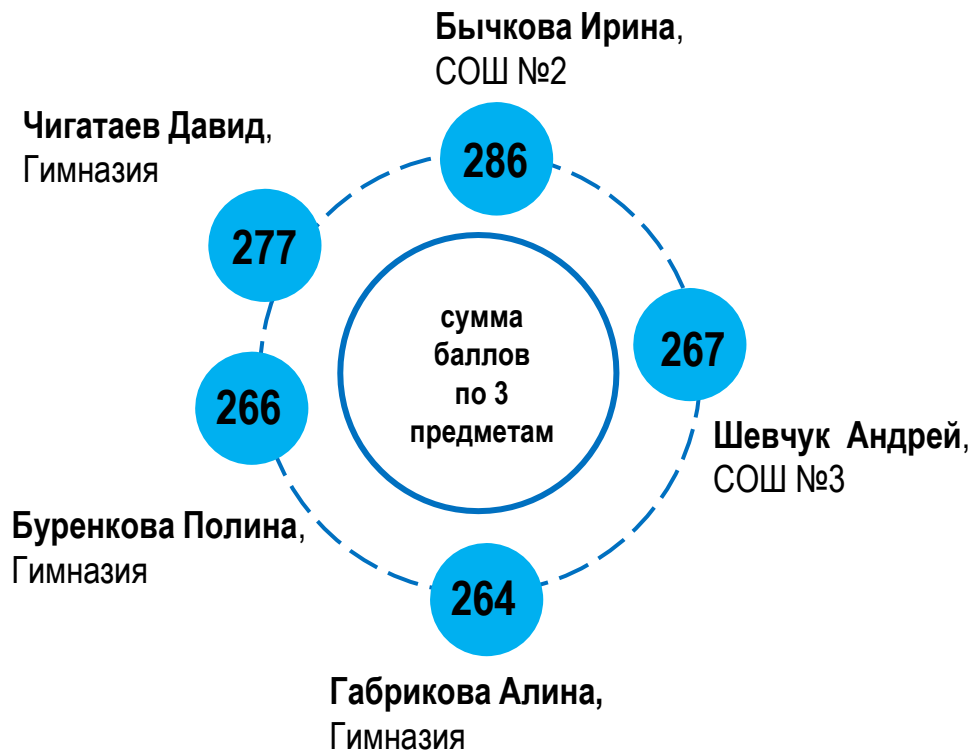 Бычкова Ирина,
СОШ №2
286
Чигатаев Давид,
Гимназия
277
сумма
баллов
по 3
предметам
267
Шевчук Андрей,
СОШ №3
266
Буренкова Полина,
Гимназия
264
Габрикова Алина,
Гимназия